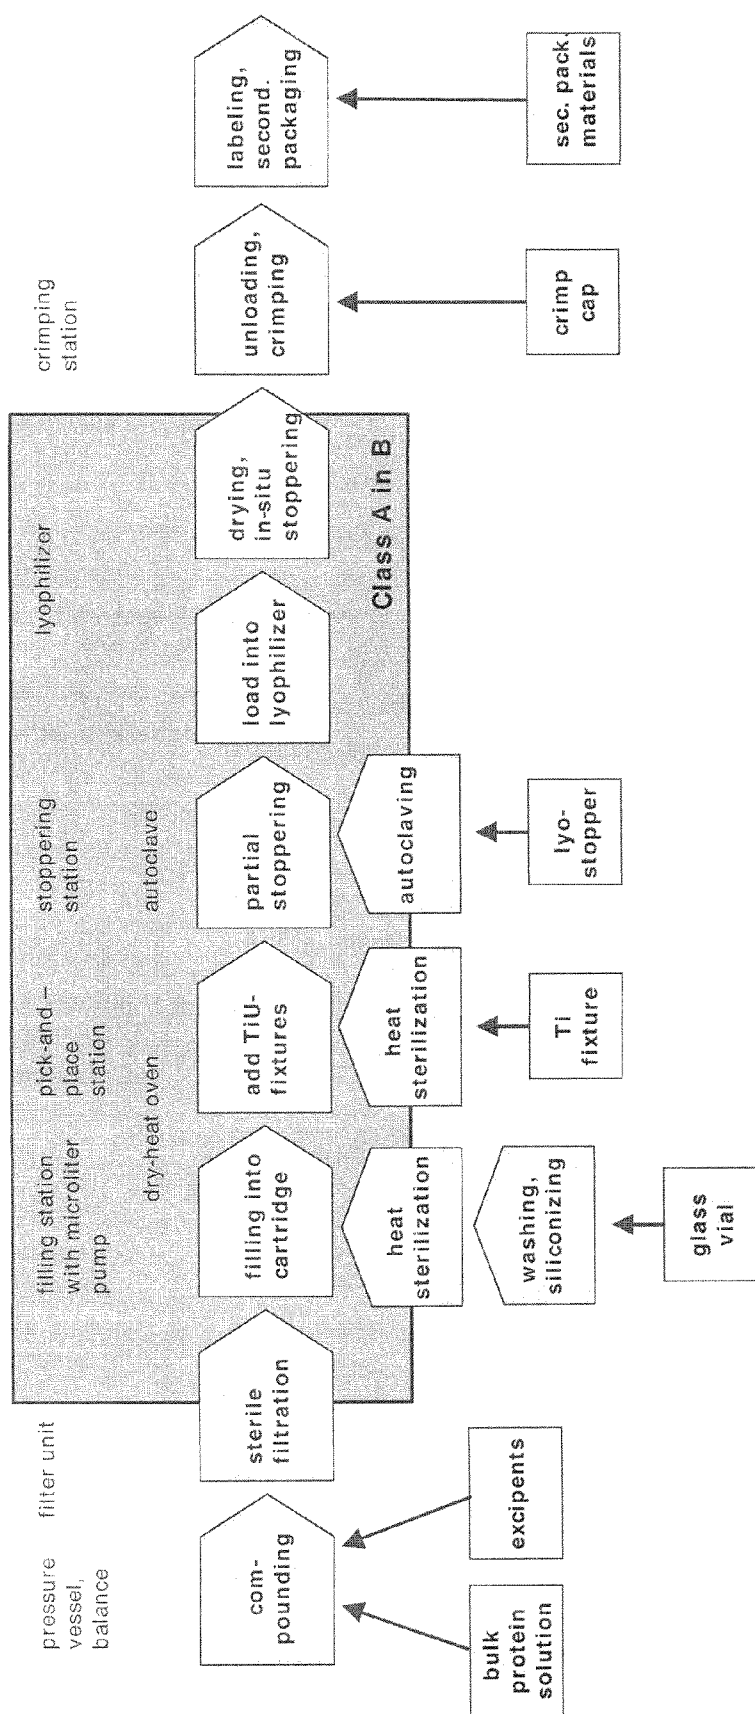 pressure
vessel,
balance
filter unit
filling station
with microliter
pump
pick-and –
place
station
stoppering
station
lyophilizer
crimping
station
dry-heat oven
autoclave
com-
pounding
sterile
filtration
filling into
cartridge
add TiU-
fixtures
partial
stoppering
load into
lyophilizer
drying,
in-situ
stoppering
unloading,
crimping
labeling,
second.
packaging
heat
sterilization
heat
sterilization
autoclaving
Class A in B
washing,
siliconizing
bulk
protein
solution
excipents
glass
vial
Ti
fixture
lyo-
stopper
crimp
cap
sec. pack.
materials